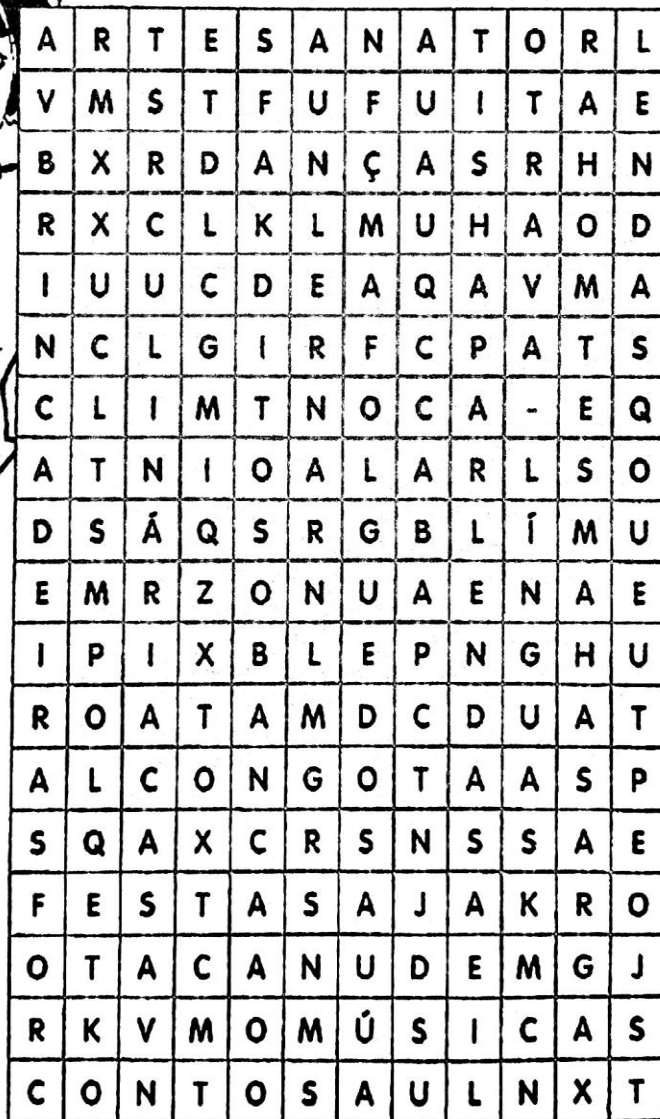 A R T E S A N A T O R L
V M S T F U F U I T A E
B X R D A N Ç A S R H N
R X C L K L M U H A O D
I U U C D E A Q A V M A
N C L G I R F C P A T S
C L I M T N O C A - E Q
A T N I O A L A R L S O
D S Á Q S R G B L Í M U
E M R Z O N U A E N A E
I P I X B L E P N G H U
R O A T A M D C D U A T
A L C O N G O T A A S P
S Q A X C R S N S S A E
F E S T A S A J A K R O
O T A C A N U D E M G J
R K V M O M Ú S I C A S
C O N T O S A U L N X T